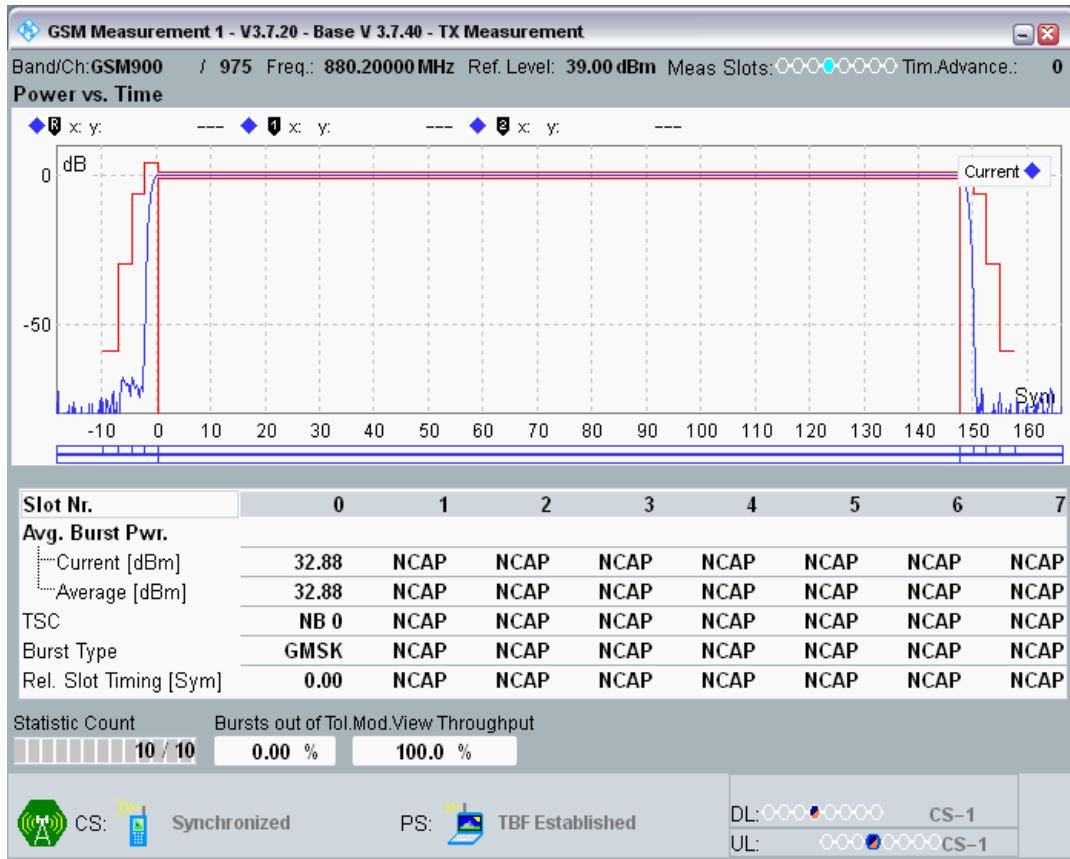 GSM Measurement 1 - V3.7.20 - Base V 3.7.40 - TX Measurement
Band/Ch:GSM900 / 975 Freq.: 880.20000 MHz Ref. Level: 39.00 dBm Meas Slots: Tim.Advance.: 0
Power vs. Time
R x: y: --- 1 x: y: --- 2 x: y: ---
dB
Current
0
-50
Sym
-10 0 10 20 30 40 50 60 70 80 90 100 110 120 130 140 150 160
Slot Nr. 0 1 2 3 4 5 6 7
Avg. Burst Pwr.
Current [dBm] 32.88 NCAP NCAP NCAP NCAP NCAP NCAP NCAP
Average [dBm] 32.88 NCAP NCAP NCAP NCAP NCAP NCAP NCAP
TSC NB 0 NCAP NCAP NCAP NCAP NCAP NCAP NCAP
Burst Type GMSK NCAP NCAP NCAP NCAP NCAP NCAP NCAP
Rel. Slot Timing [Sym] 0.00 NCAP NCAP NCAP NCAP NCAP NCAP NCAP
Statistic Count Bursts out of Tol. Mod.View Throughput
10 / 10 0.00 % 100.0 %
CS: Synchronized PS: TBF Established
DL: CS-1
UL: CS-1